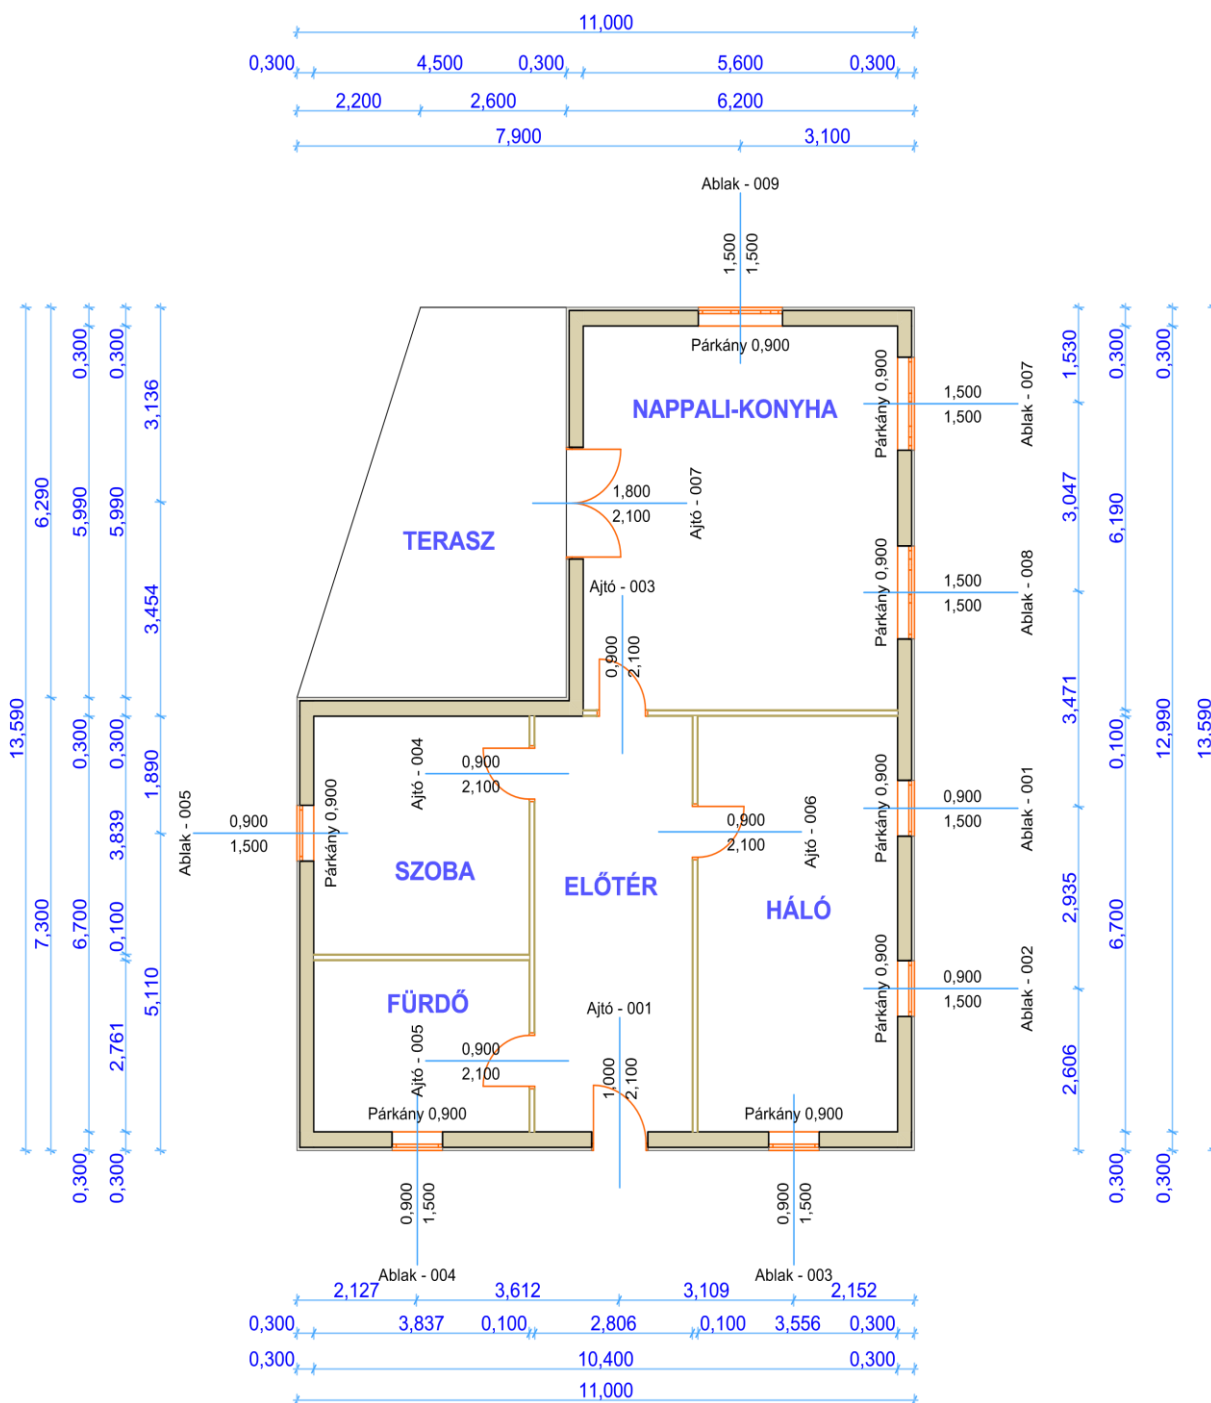 11,000
0,300 4,500 0,300 5,600 0,300
2,200 2,600 6,200
7,900 3,100
Ablak - 009
1,500
1,500
Párkány 0,900
NAPPALI-KONYHA
Párkány 0,900
1,500
1,500
Ablak - 007
1,800
2,100
Ajtó - 007
TERASZ
Párkány 0,900
1,500
1,500
Ablak - 008
Ajtó - 003
0,900
2,100
Ajtó - 004
0,900
2,100
Ablak - 005
0,900
1,500
Párkány 0,900
0,900
2,100
Ajtó - 006
Párkány 0,900
0,900
1,500
Ablak - 001
SZOBA
ELŐTÉR
HÁLÓ
Párkány 0,900
0,900
1,500
Ablak - 002
FÜRDŐ
Ajtó - 001
1,000
2,100
Ajtó - 005
0,900
2,100
Párkány 0,900
Párkány 0,900
0,900
1,500
0,900
1,500
Ablak - 004
Ablak - 003
13,590
6,290
7,300
0,300
5,990
0,300
6,700
0,300
0,300
5,990
0,300
3,839
0,100
2,761
0,300
3,136
3,454
1,890
5,110
1,530
3,047
3,471
2,935
2,606
0,300
6,190
0,100
6,700
0,300
0,300
12,990
0,300
13,590
2,127 3,612 3,109 2,152
0,300 3,837 0,100 2,806 0,100 3,556 0,300
0,300 10,400 0,300
11,000